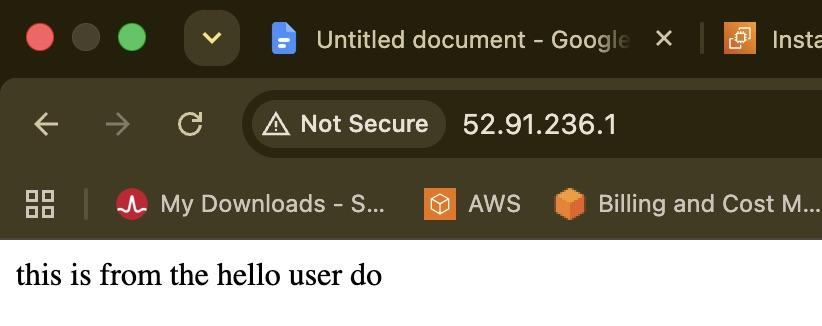 Untitled document - Google
Insta
Not Secure
52.91.236.1
My Downloads - S...
AWS
Billing and Cost M...
this is from the hello user do